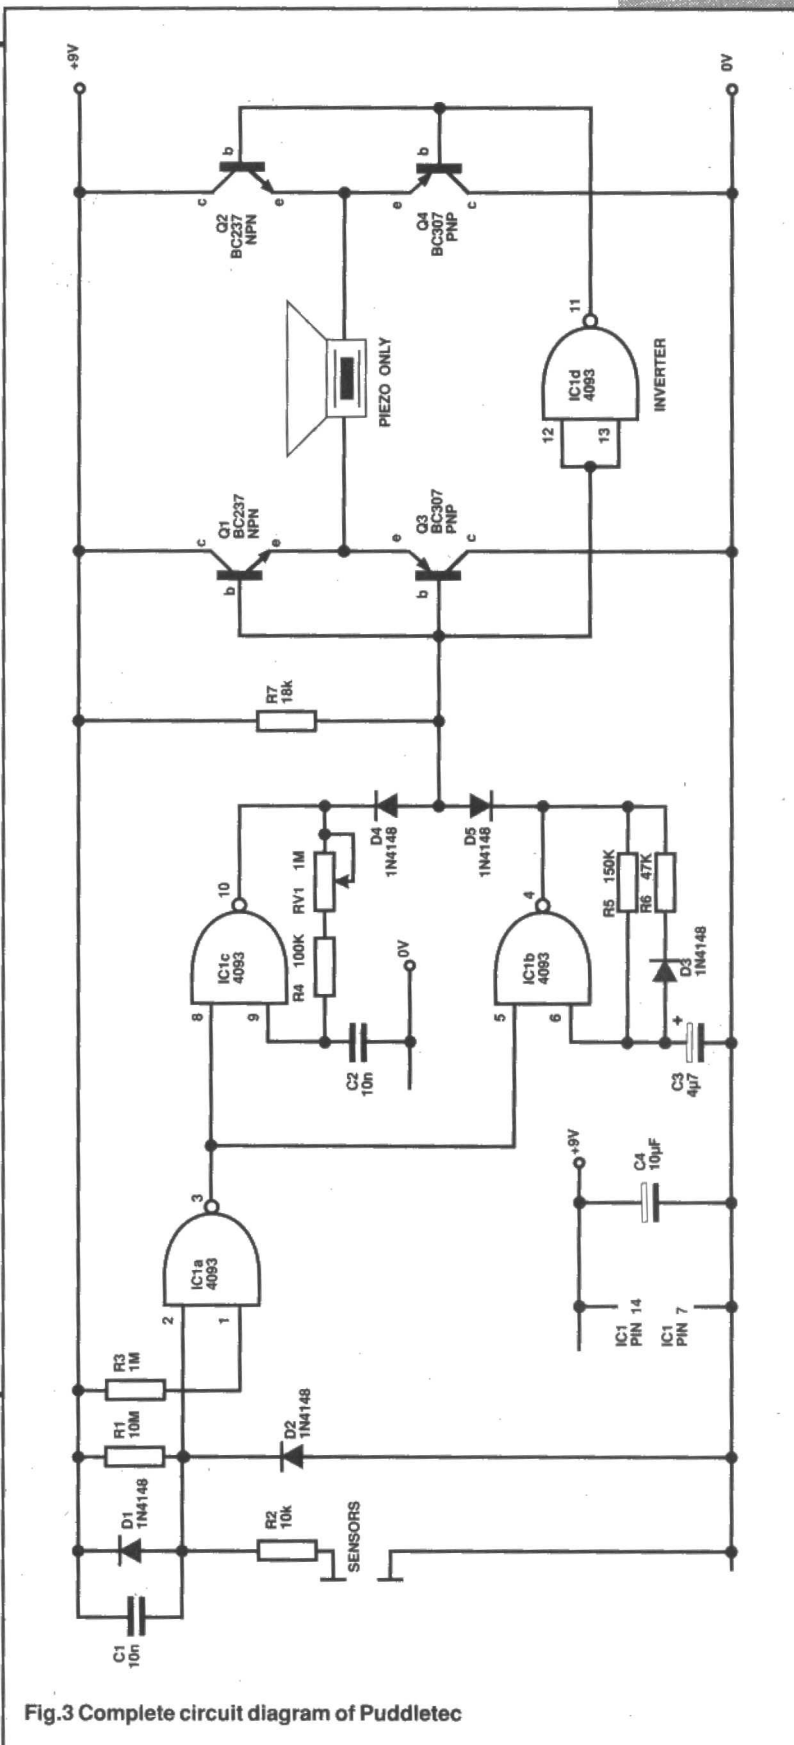 +9V
0V
Q2
BC237
NPN
b
c
e
Q4
BC307
PNP
b
e
c
PIEZO ONLY
11
IC1d
4093
12
13
INVERTER
Q1
BC237
NPN
c
b
e
Q3
BC307
PNP
e
b
c
R7
18k
10
IC1c
4093
8
9
RV1 1M
R4 100K
D4
1N4148
D5
1N4148
C2
10n
0V
4
IC1b
4093
5
6
R5 150K
R6 47K
D3
1N4148
+
C3
4µ7
3
IC1a
4093
2
1
+9V
C4
10µF
IC1
PIN 14
IC1
PIN 7
R3
1M
R1
10M
D1
1N4148
C1
10n
D2
1N4148
R2
10k
SENSORS
Fig.3 Complete circuit diagram of Puddletec